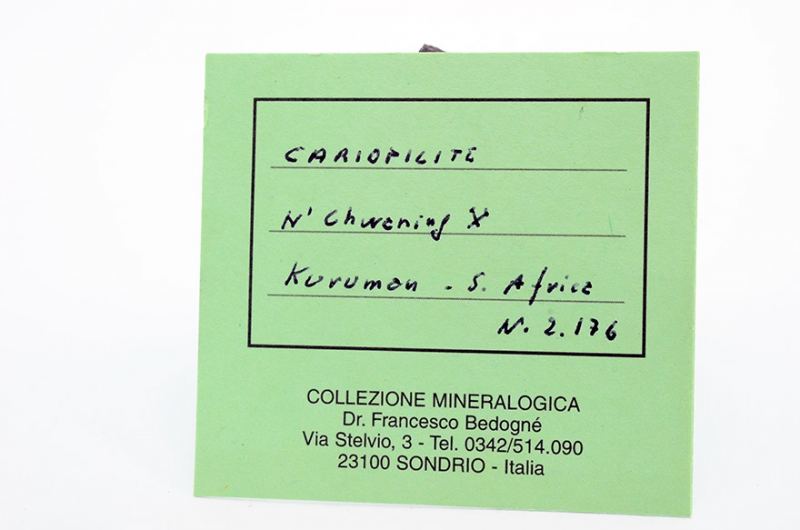 CARIOPILITE
N' Chwaning X
Kuruman - S. Africa
N. 2.176
COLLEZIONE MINERALOGICA
Dr. Francesco Bedogné
Via Stelvio, 3 - Tel. 0342/514.090
23100 SONDRIO - Italia